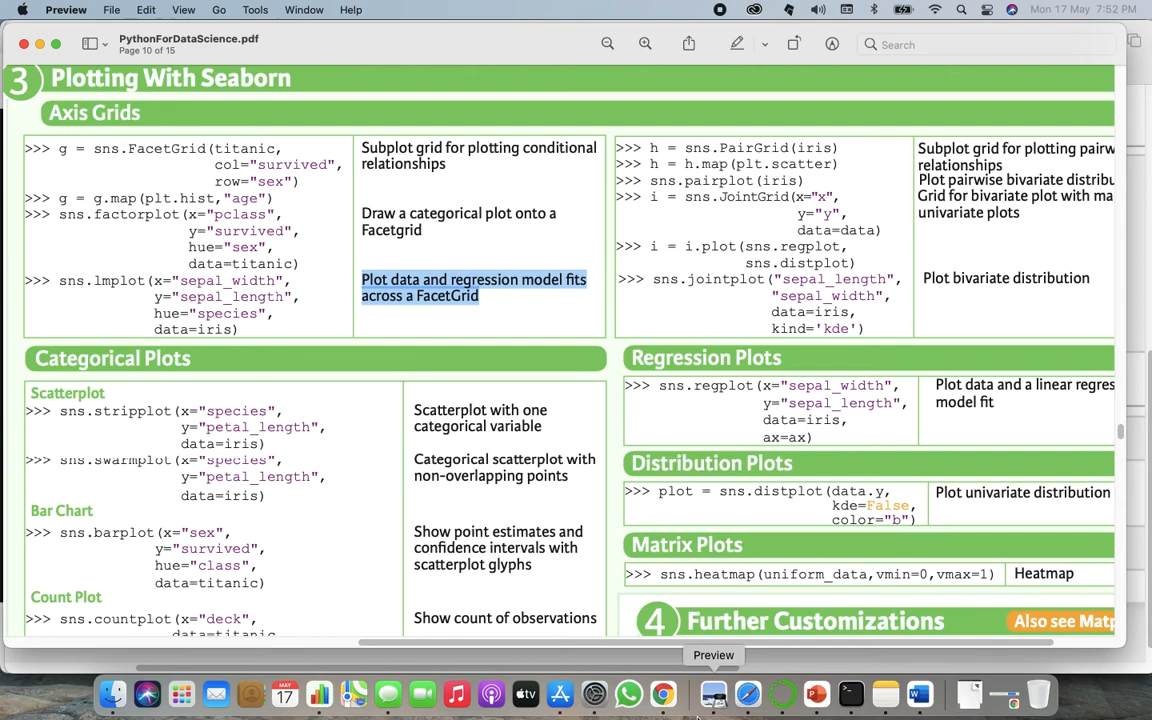 Preview File Edit View Go Tools Window Help Mon 17 May 7:52 PM
PythonForDataScience.pdf
Page 10 of 15
Search
3 Plotting With Seaborn
Axis Grids
>>> g = sns.FacetGrid(titanic,
col="survived",
row="sex")
>>> g = g.map(plt.hist,"age")
>>> sns.factorplot(x="pclass",
y="survived",
hue="sex",
data=titanic)
>>> sns.lmplot(x="sepal_width",
y="sepal_length",
hue="species",
data=iris)
Subplot grid for plotting conditional
relationships
Draw a categorical plot onto a
Facetgrid
Plot data and regression model fits
across a FacetGrid
>>> h = sns.PairGrid(iris)
>>> h = h.map(plt.scatter)
>>> sns.pairplot(iris)
>>> i = sns.JointGrid(x="x",
y="y",
data=data)
>>> i = i.plot(sns.regplot,
sns.distplot)
>>> sns.jointplot("sepal_length",
"sepal_width",
data=iris,
kind='kde')
Subplot grid for plotting pairw
relationships
Plot pairwise bivariate distribu
Grid for bivariate plot with ma
univariate plots
Plot bivariate distribution
Categorical Plots
Scatterplot
>>> sns.stripplot(x="species",
y="petal_length",
data=iris)
>>> sns.swarmplot(x="species",
y="petal_length",
data=iris)
Bar Chart
>>> sns.barplot(x="sex",
y="survived",
hue="class",
data=titanic)
Count Plot
>>> sns.countplot(x="deck",
data=titanic
Scatterplot with one
categorical variable
Categorical scatterplot with
non-overlapping points
Show point estimates and
confidence intervals with
scatterplot glyphs
Show count of observations
Regression Plots
>>> sns.regplot(x="sepal_width",
y="sepal_length",
data=iris,
ax=ax)
Plot data and a linear regres
model fit
Distribution Plots
>>> plot = sns.distplot(data.y,
kde=False,
color="b")
Plot univariate distribution
Matrix Plots
>>> sns.heatmap(uniform_data,vmin=0,vmax=1) Heatmap
4 Further Customizations Also see Matp
Preview
MAY
17
tv